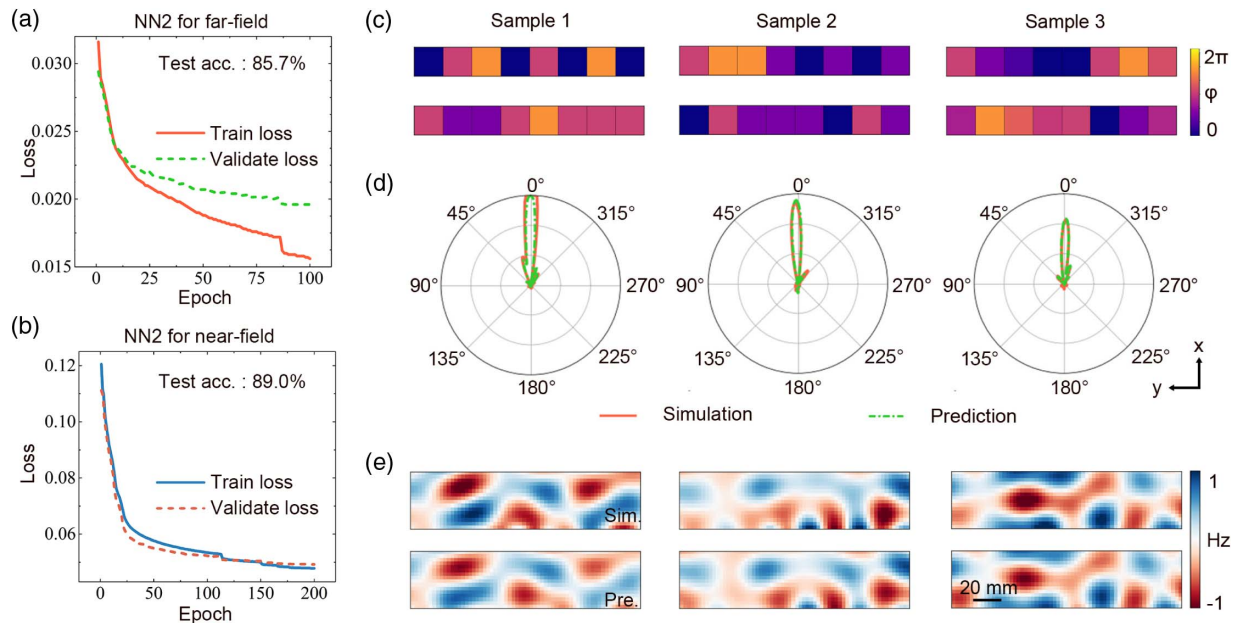 (a)
NN2 for far-field
0.030
0.025
0.020
0.015
Loss
Test acc. : 85.7%
Train loss
Validate loss
0 25 50 75 100
Epoch
(b)
NN2 for near-field
0.12
0.10
0.08
0.06
Loss
Test acc. : 89.0%
Train loss
Validate loss
0 50 100 150 200
Epoch
(c)
Sample 1 Sample 2 Sample 3
2π
φ
0
(d)
0° 0° 0°
45° 315° 45° 315° 45° 315°
90° 270° 90° 270° 90° 270°
135° 225° 135° 225° 135° 225°
180° 180° 180°
x
y
Simulation Prediction
(e)
Sim.
Pre.
20 mm
1
Hz
-1